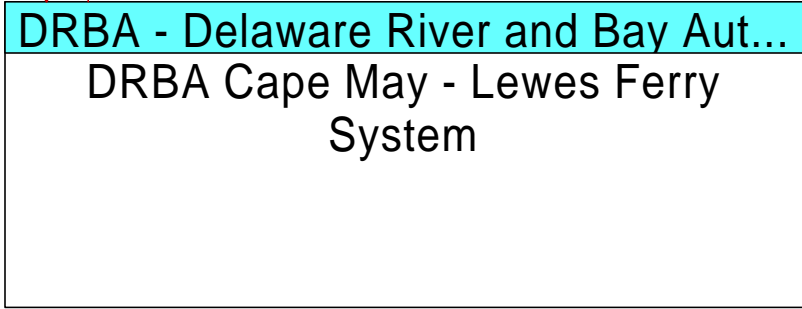 DRBA - Delaware River and Bay Aut...
DRBA Cape May - Lewes Ferry
System